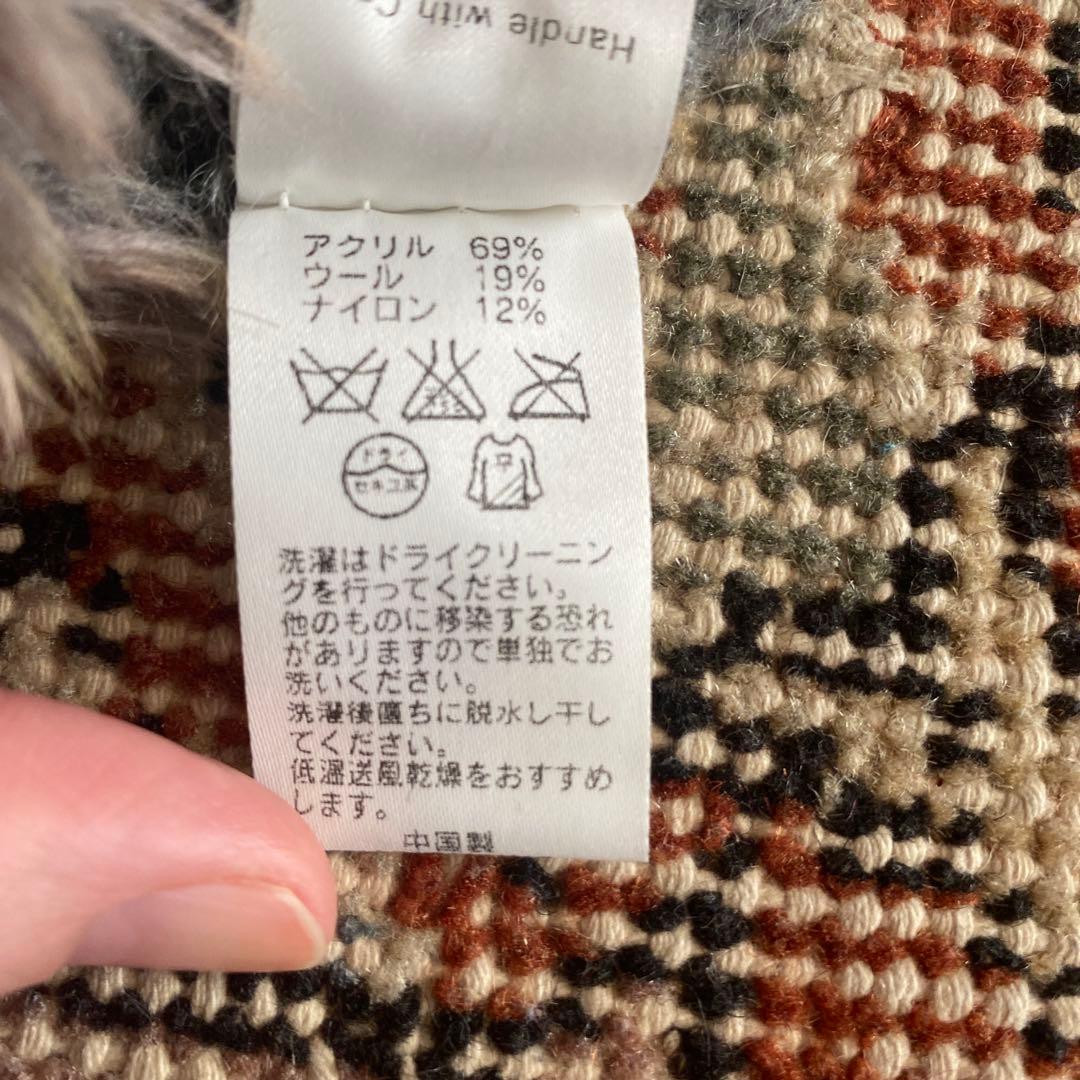 Handle with
アクリル 69%
ウール 19%
ナイロン 12%
ドライ
セキユ系
平
洗濯はドライクリーニン
グを行ってください。
他のものに移染する恐れ
がありますので単独でお
洗いください。
洗濯後直ちに脱水し干し
てください。
低温送風乾燥をおすすめ
します。
中国製